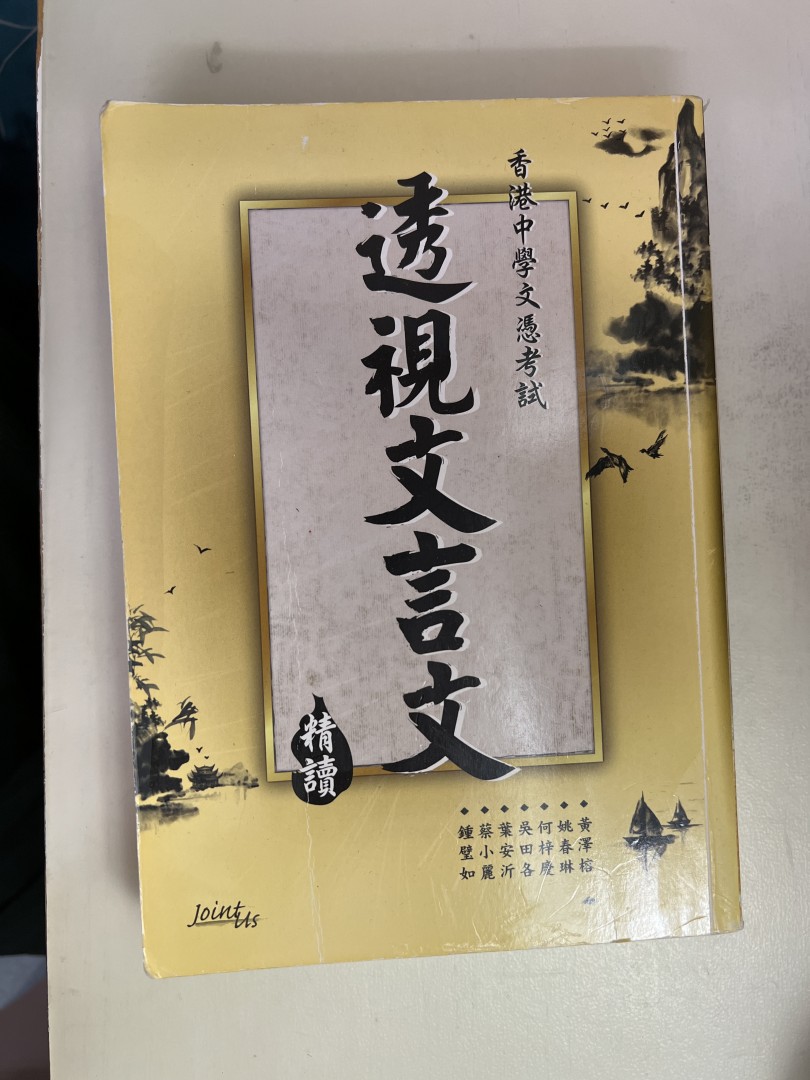 香港中學文憑考試
透視文言文
精讀
◆黃澤榕
◆姚春琳
◆何梓慶
◆吳田各
◆葉安沂
◆蔡小麗
◆鍾璧如
Joint Us